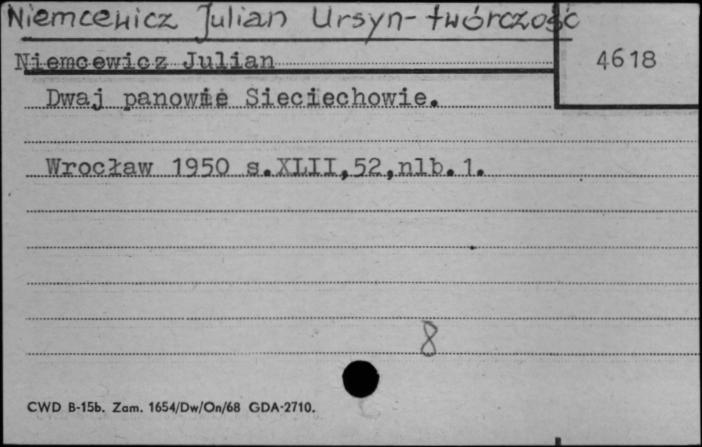 Niemcewicz Julian Ursyn-twórczość
4618
Niemcewicz Julian
Dwaj panowie Sieciechowie.
Wrocław 1950 s.XLII,52,nlb.1.
8
CWD B-15b. Zam. 1654/Dw/On/68 GDA-2710.